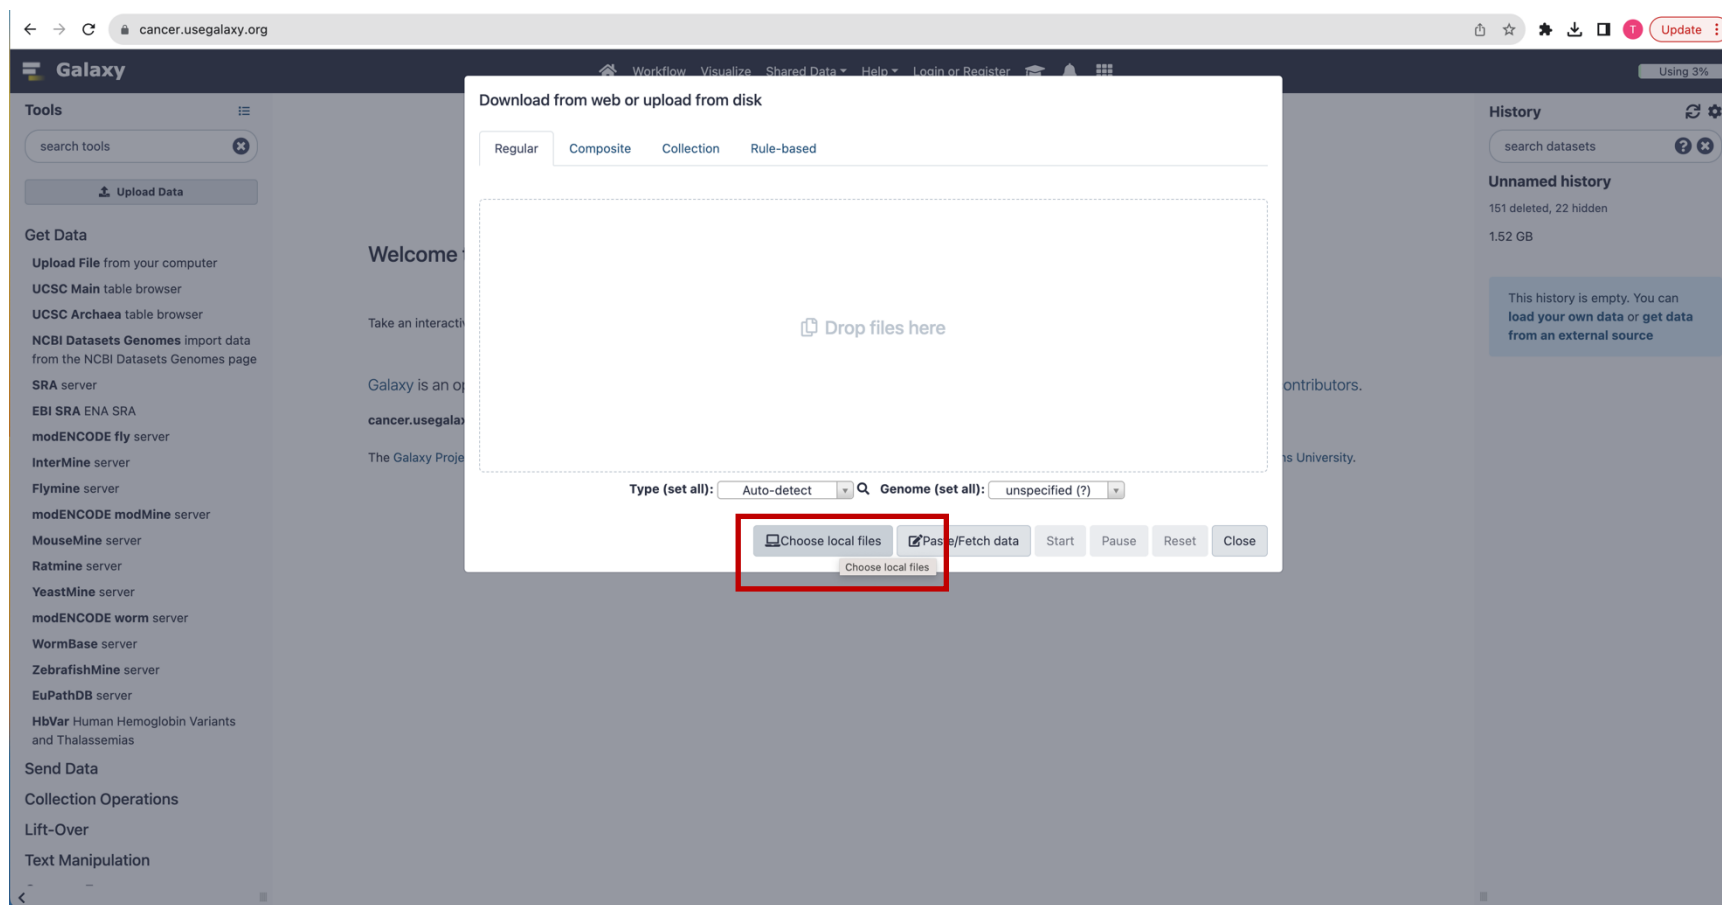 cancer.usegalaxy.org
T
Update
Galaxy
Workflow Visualize Shared Data Help Login or Register
Using 3%
Tools
search tools
Upload Data
Get Data
Upload File from your computer
UCSC Main table browser
UCSC Archaea table browser
NCBI Datasets Genomes import data
from the NCBI Datasets Genomes page
SRA server
EBI SRA ENA SRA
modENCODE fly server
InterMine server
Flymine server
modENCODE modMine server
MouseMine server
Ratmine server
YeastMine server
modENCODE worm server
WormBase server
ZebrafishMine server
EuPathDB server
HbVar Human Hemoglobin Variants
and Thalassemias
Send Data
Collection Operations
Lift-Over
Text Manipulation
Welcome
Take an interactiv
Galaxy is an op
ontributors.
cancer.usegalax
The Galaxy Proje
ns University.
Download from web or upload from disk
Regular Composite Collection Rule-based
Drop files here
Type (set all): Auto-detect Genome (set all): unspecified (?)
Choose local files Paste/Fetch data Start Pause Reset Close
Choose local files
History
search datasets
Unnamed history
151 deleted, 22 hidden
1.52 GB
This history is empty. You can
load your own data or get data
from an external source